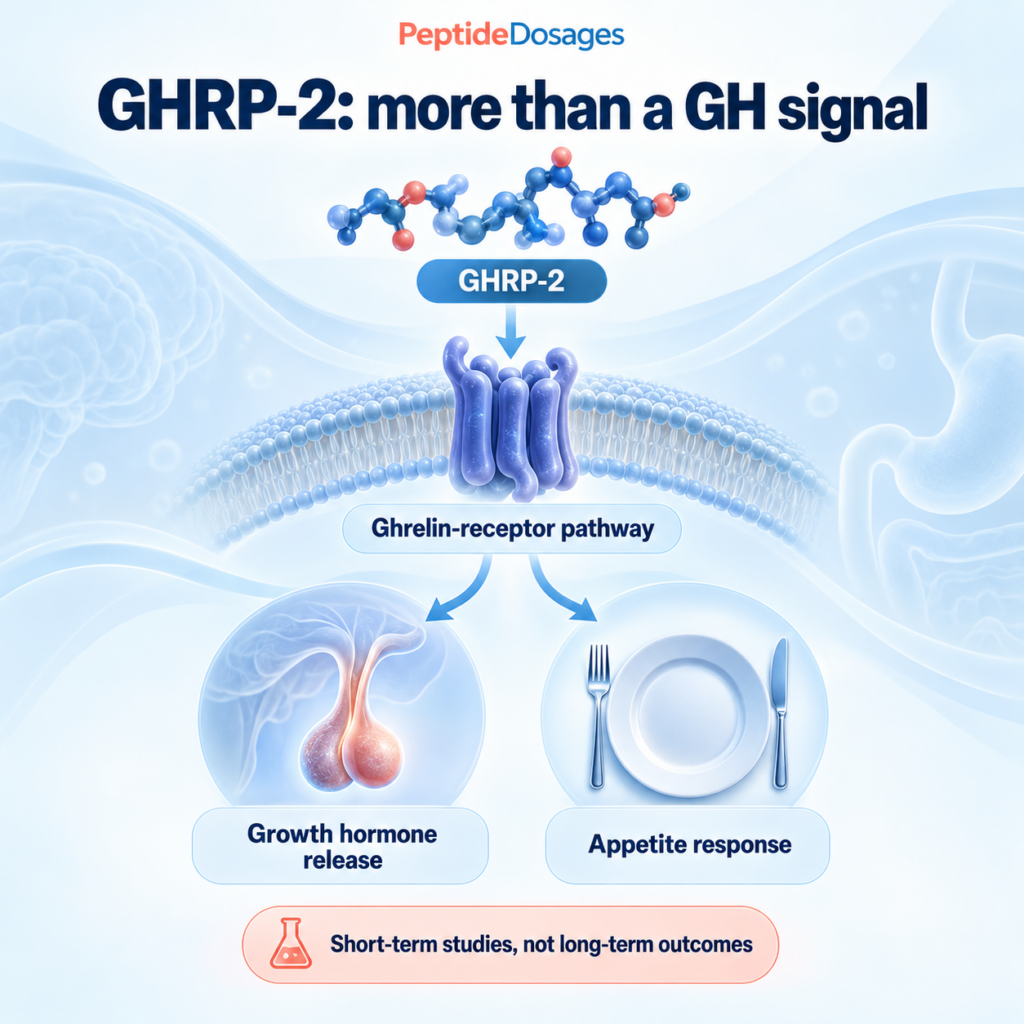 PeptideDosages
GHRP-2: more than a GH signal
GHRP-2
Ghrelin-receptor pathway
Growth hormone
release
Appetite response
Short-term studies, not long-term outcomes